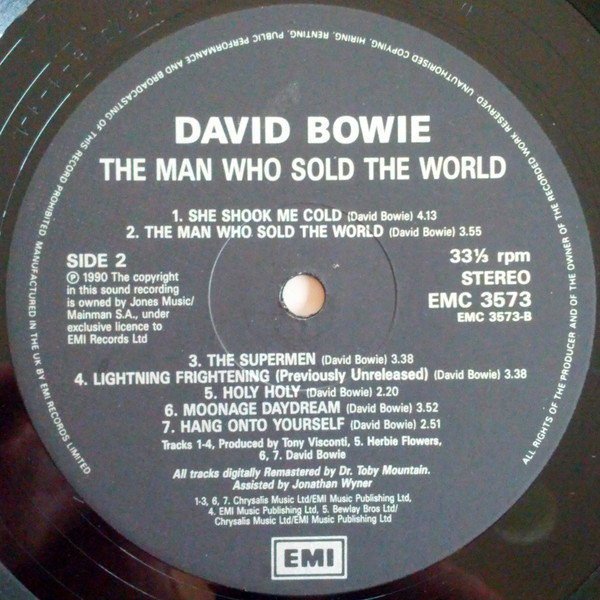 DAVID BOWIE
THE MAN WHO SOLD THE WORLD
1. SHE SHOOK ME COLD (David Bowie) 4.13
2. THE MAN WHO SOLD THE WORLD (David Bowie) 3.55
SIDE 2
℗ 1990 The copyright
in this sound recording
is owned by Jones Music/
Mainman S.A., under
exclusive licence to
EMI Records Ltd
33⅓ rpm
STEREO
EMC 3573
EMC 3573-B
3. THE SUPERMEN (David Bowie) 3.38
4. LIGHTNING FRIGHTENING (Previously Unreleased) (David Bowie) 3.38
5. HOLY HOLY (David Bowie) 2.20
6. MOONAGE DAYDREAM (David Bowie) 3.52
7. HANG ONTO YOURSELF (David Bowie) 2.51
Tracks 1-4, Produced by Tony Visconti, 5. Herbie Flowers,
6, 7. David Bowie
All tracks digitally Remastered by Dr. Toby Mountain.
Assisted by Jonathan Wyner
1-3, 6, 7. Chrysalis Music Ltd/EMI Music Publishing Ltd,
4. EMI Music Publishing Ltd, 5. Bewlay Bros Ltd/
Chrysalis Music Ltd/EMI Music Publishing Ltd
EMI
ALL RIGHTS OF THE PRODUCER AND OF THE OWNER OF THE RECORDED WORK RESERVED UNAUTHORISED COPYING, HIRING, RENTING, PUBLIC PERFORMANCE AND BROADCASTING OF THIS RECORD PROHIBITED MANUFACTURED IN THE UK BY EMI RECORDS LIMITED